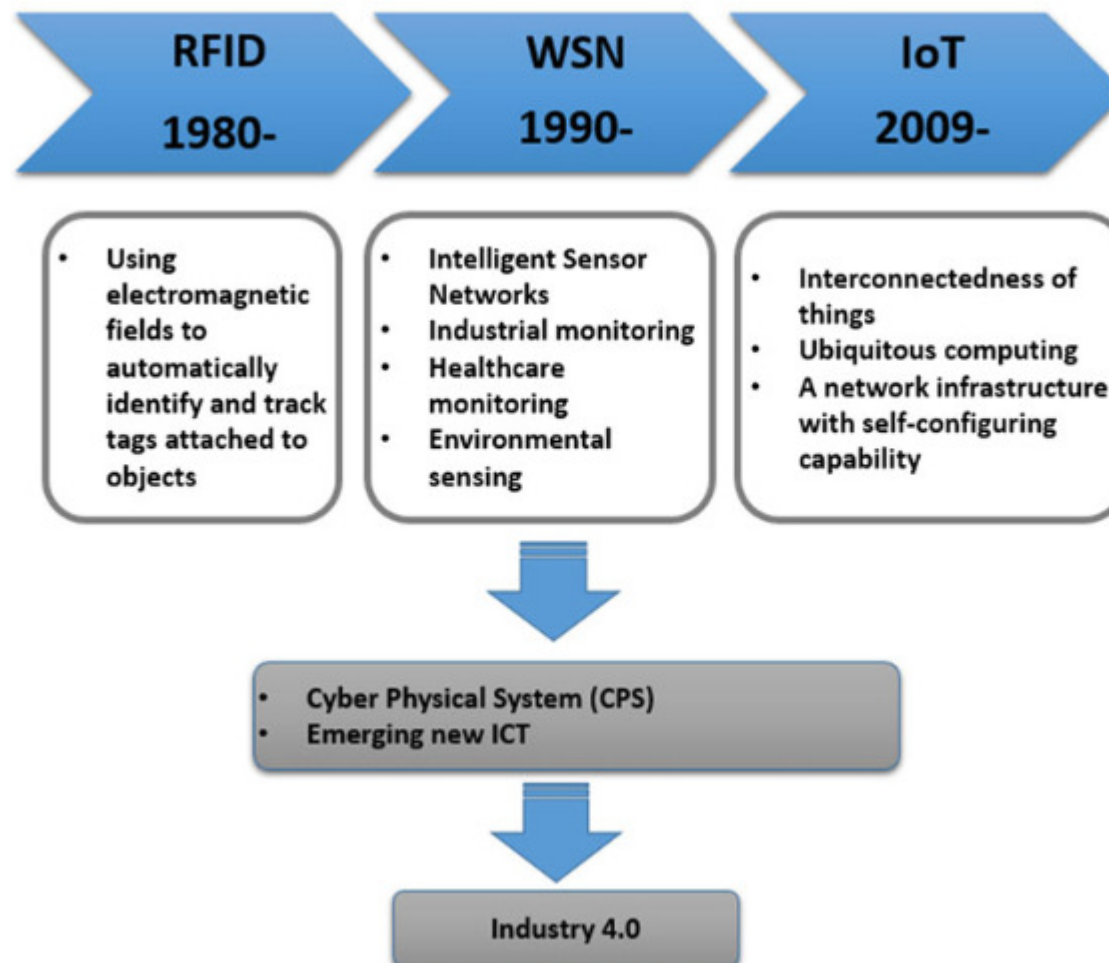 RFID
1980-
WSN
1990-
IoT
2009-
• Using
electromagnetic
fields to
automatically
identify and track
tags attached to
objects
• Intelligent Sensor
Networks
• Industrial monitoring
• Healthcare
monitoring
• Environmental
sensing
• Interconnectedness of
things
• Ubiquitous computing
• A network infrastructure
with self-configuring
capability
• Cyber Physical System (CPS)
• Emerging new ICT
Industry 4.0